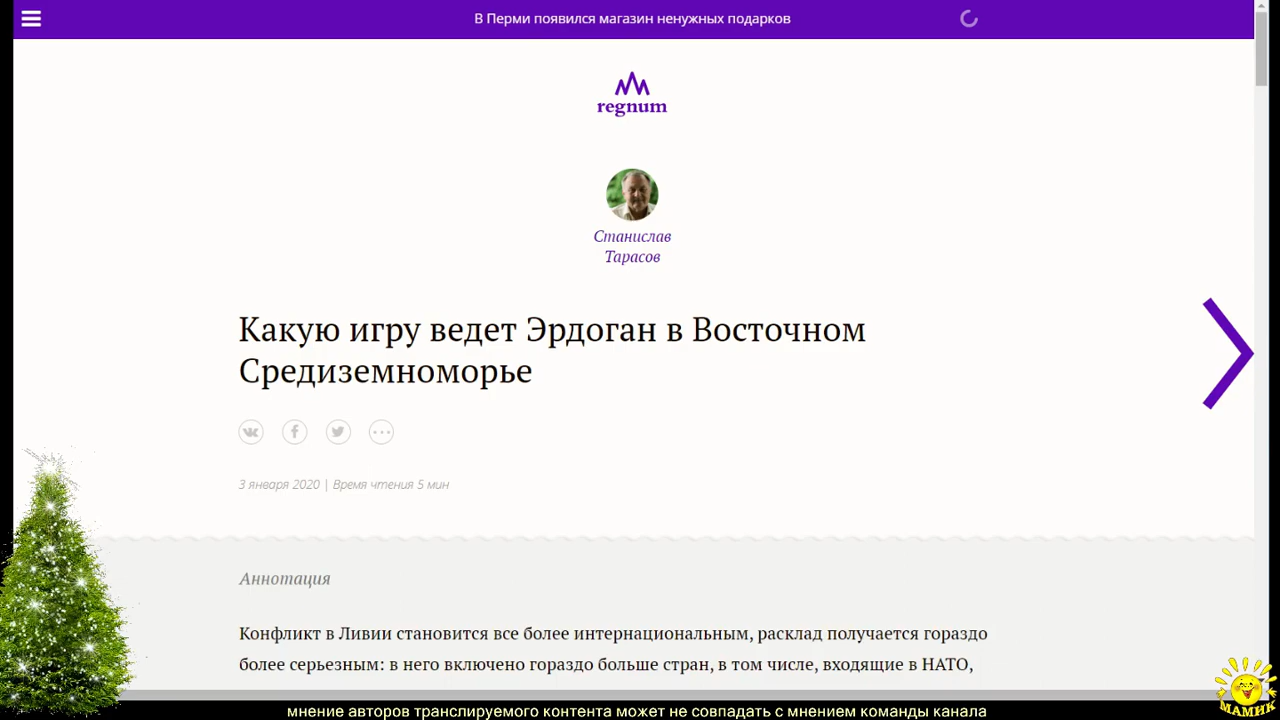 В Перми появился магазин ненужных подарков
regnum
Станислав
Тарасов
Какую игру ведет Эрдоган в Восточном
Средиземноморье
3 января 2020 | Время чтения 5 мин
Аннотация
Конфликт в Ливии становится все более интернациональным, расклад получается гораздо
более серьезным: в него включено гораздо больше стран, в том числе, входящие в НАТО,
МАМИК
мнение авторов транслируемого контента может не совпадать с мнением команды канала